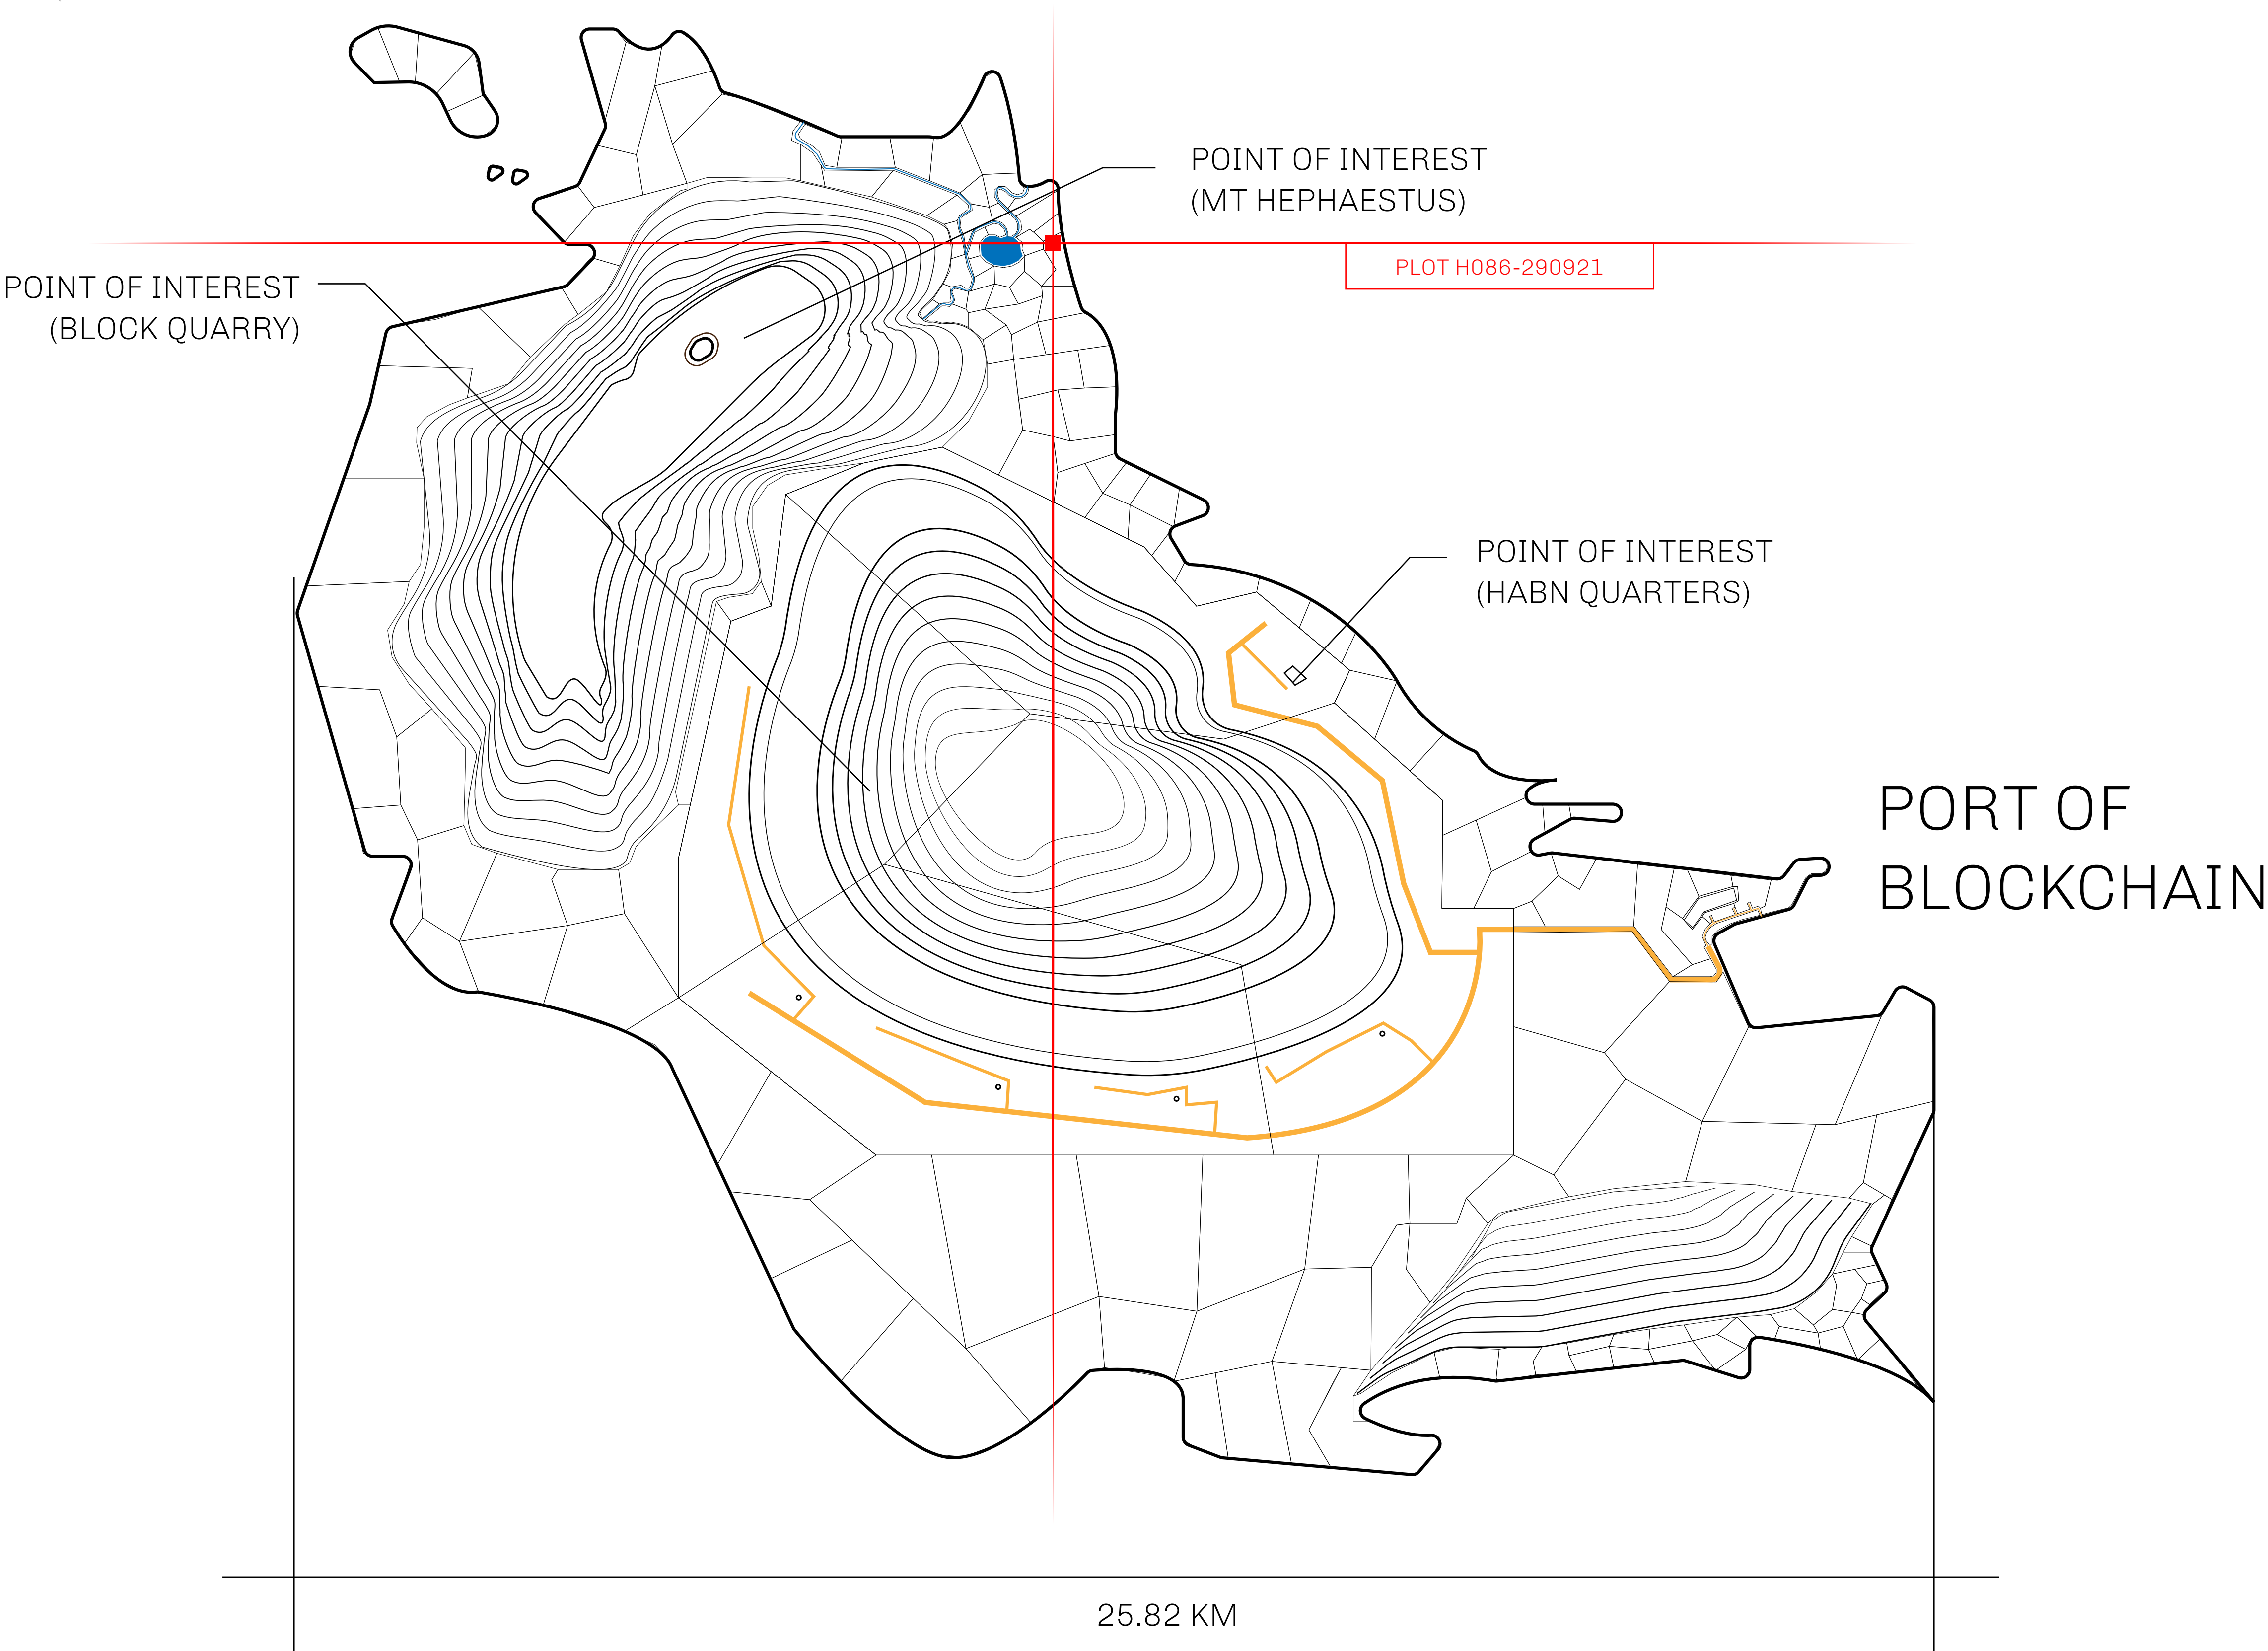 POINT OF INTEREST
(MT HEPHAESTUS)
PLOT H086-290921
POINT OF INTEREST
(BLOCK QUARRY)
POINT OF INTEREST
(HABN QUARTERS)
PORT OF
BLOCKCHAIN
25.82 KM